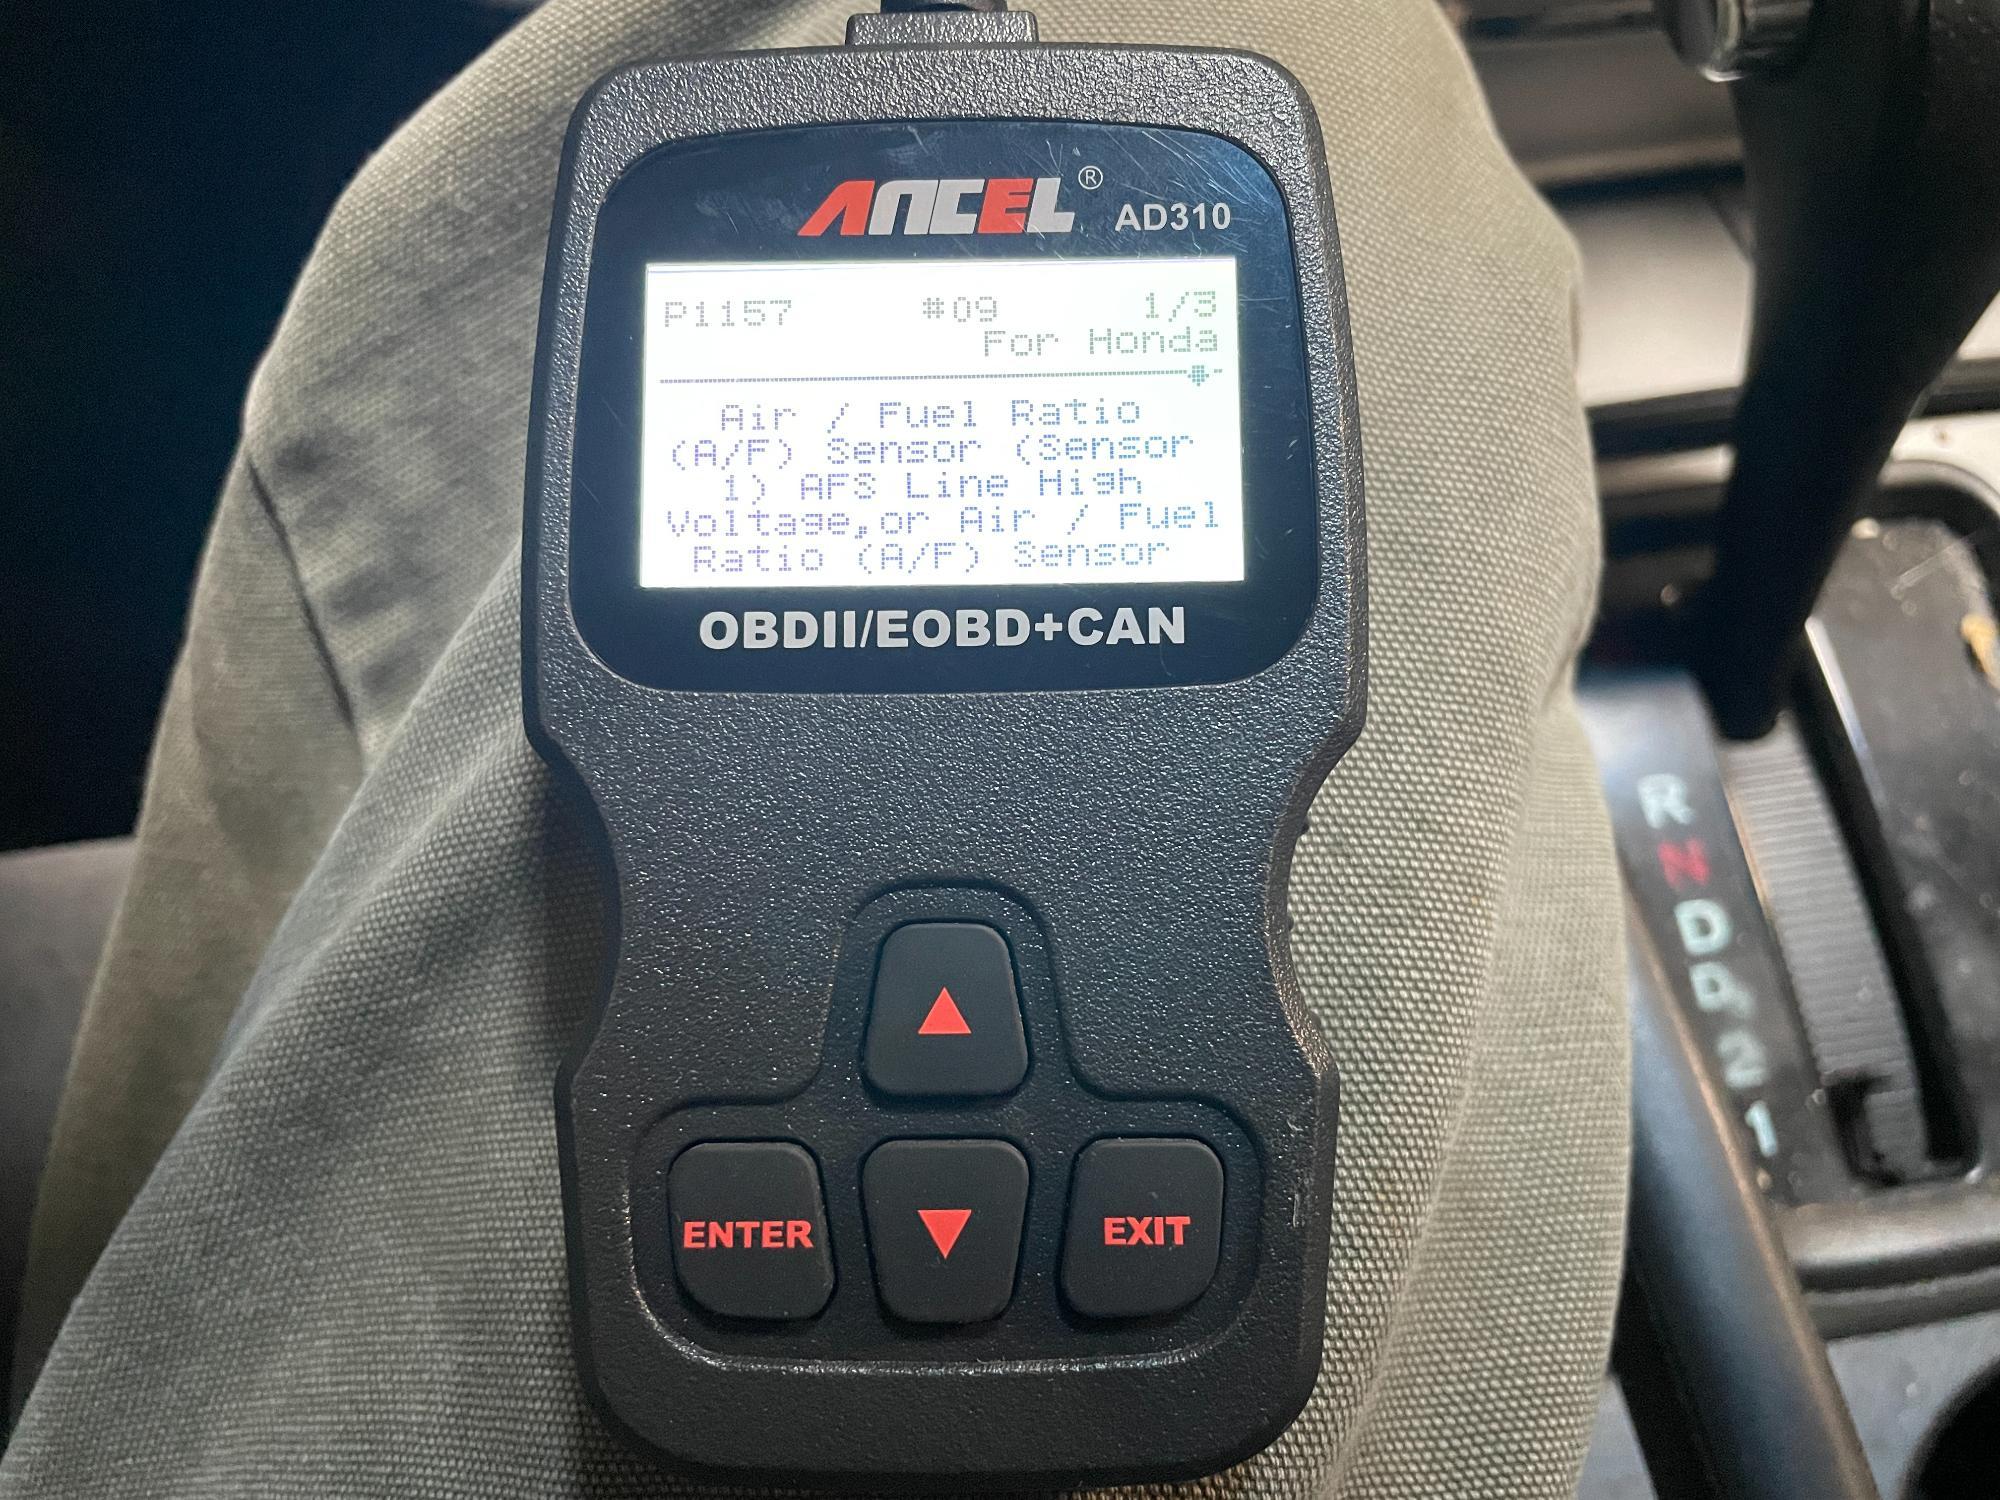 ANCEL® AD310
P1157 #09 1/3
For Honda
Air / Fuel Ratio
(A/F) Sensor (Sensor
1) AFS Line High
Voltage,or Air / Fuel
Ratio (A/F) Sensor
OBDII/EOBD+CAN
ENTER
EXIT
R
N
D
D3
2
1